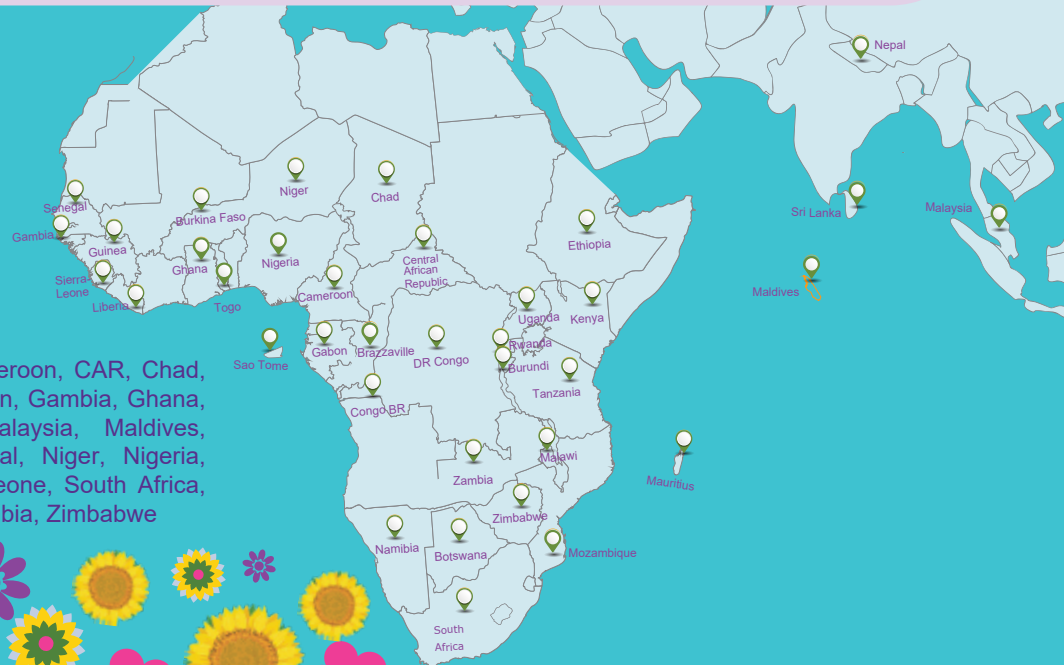 Nepal
Sri Lanka
Malaysia
Maldives
Niger
Chad
Senegal
Burkina Faso
Gambia
Guinea
Ghana
Nigeria
Central
African
Republic
Ethiopia
Sierra-
Leone
Liberia
Togo
Cameroon
Uganda
Kenya
Sao Tome
Gabon
Brazzaville
DR Congo
Rwanda
Burundi
Tanzania
Congo BR
Malawi
Zambia
Mauritius
Zimbabwe
Namibia
Botswana
Mozambique
South
Africa
eroon, CAR, Chad,
n, Gambia, Ghana,
alaysia, Maldives,
al, Niger, Nigeria,
eone, South Africa,
bia, Zimbabwe